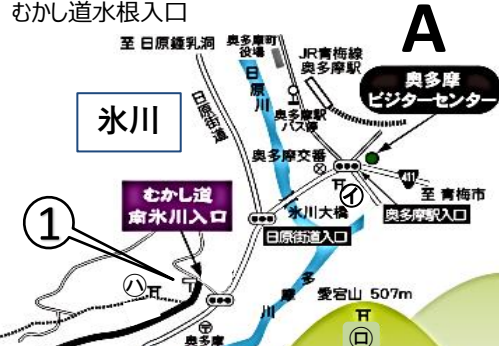 むかし道水根入口
至 日原鍾乳洞
奥多摩町
役場
JR青梅線
奥多摩駅
A
奥多摩
ビジターセンター
日原川
日原街道
奥多摩駅
バス停
氷川
奥多摩交番
411
至 青梅市
イ
奥多摩駅入口
氷川大橋
日原街道入口
むかし道
南氷川入口
1
ハ
多摩川
愛宕山 507m
ロ
奥多摩